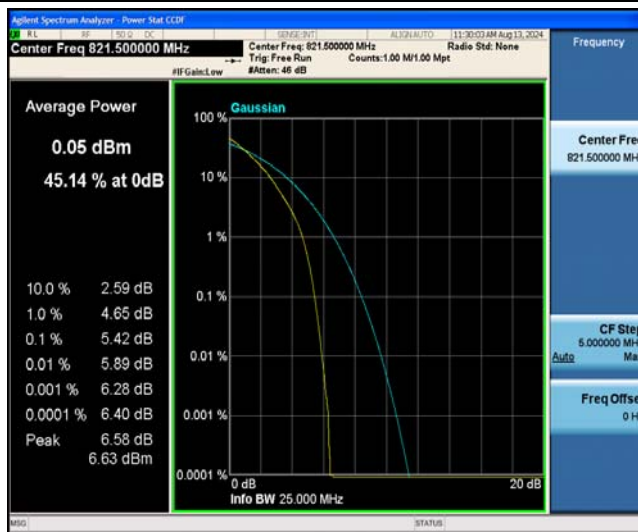 Agilent Spectrum Analyzer - Power Stat CCDF
RL RF 50 Ω DC SENSE:INT ALIGN AUTO 11:30:03 AM Aug 13, 2024
Center Freq 821.500000 MHz
Center Freq: 821.500000 MHz Radio Std: None
Trig: Free Run Counts:1.00 M/1.00 Mpt
#IFGain:Low #Atten: 46 dB
Frequency
Average Power
0.05 dBm
45.14 % at 0dB
10.0 % 2.59 dB
1.0 % 4.65 dB
0.1 % 5.42 dB
0.01 % 5.89 dB
0.001 % 6.28 dB
0.0001 % 6.40 dB
Peak 6.58 dB
6.63 dBm
Gaussian
100 %
10 %
1 %
0.1 %
0.01 %
0.001 %
0.0001 %
0 dB 20 dB
Info BW 25.000 MHz
Center Fre
821.500000 MH
CF Ste
5.000000 MH
Auto Ma
Freq Offse
0 H
MSG STATUS